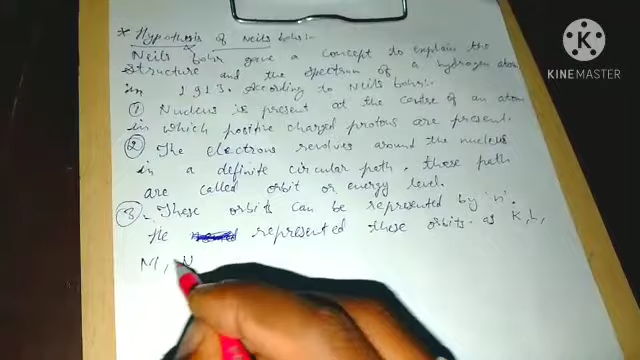 * Hypothesis of Neils bohr:-
Neils bohr gave a concept to explain the
structure and the spectrum of a hydrogen atom
in 1913. According to Neils bohr:-
① Nucleus is present at the centre of an atom
in which positive charged protons are present.
② The electrons revolves around the nucleus
in a definite circular path. These path
are called orbit or energy level.
③ - These orbits can be represented by 'n'.
He represented these orbits as K, L,
M, N
K
KINEMASTER